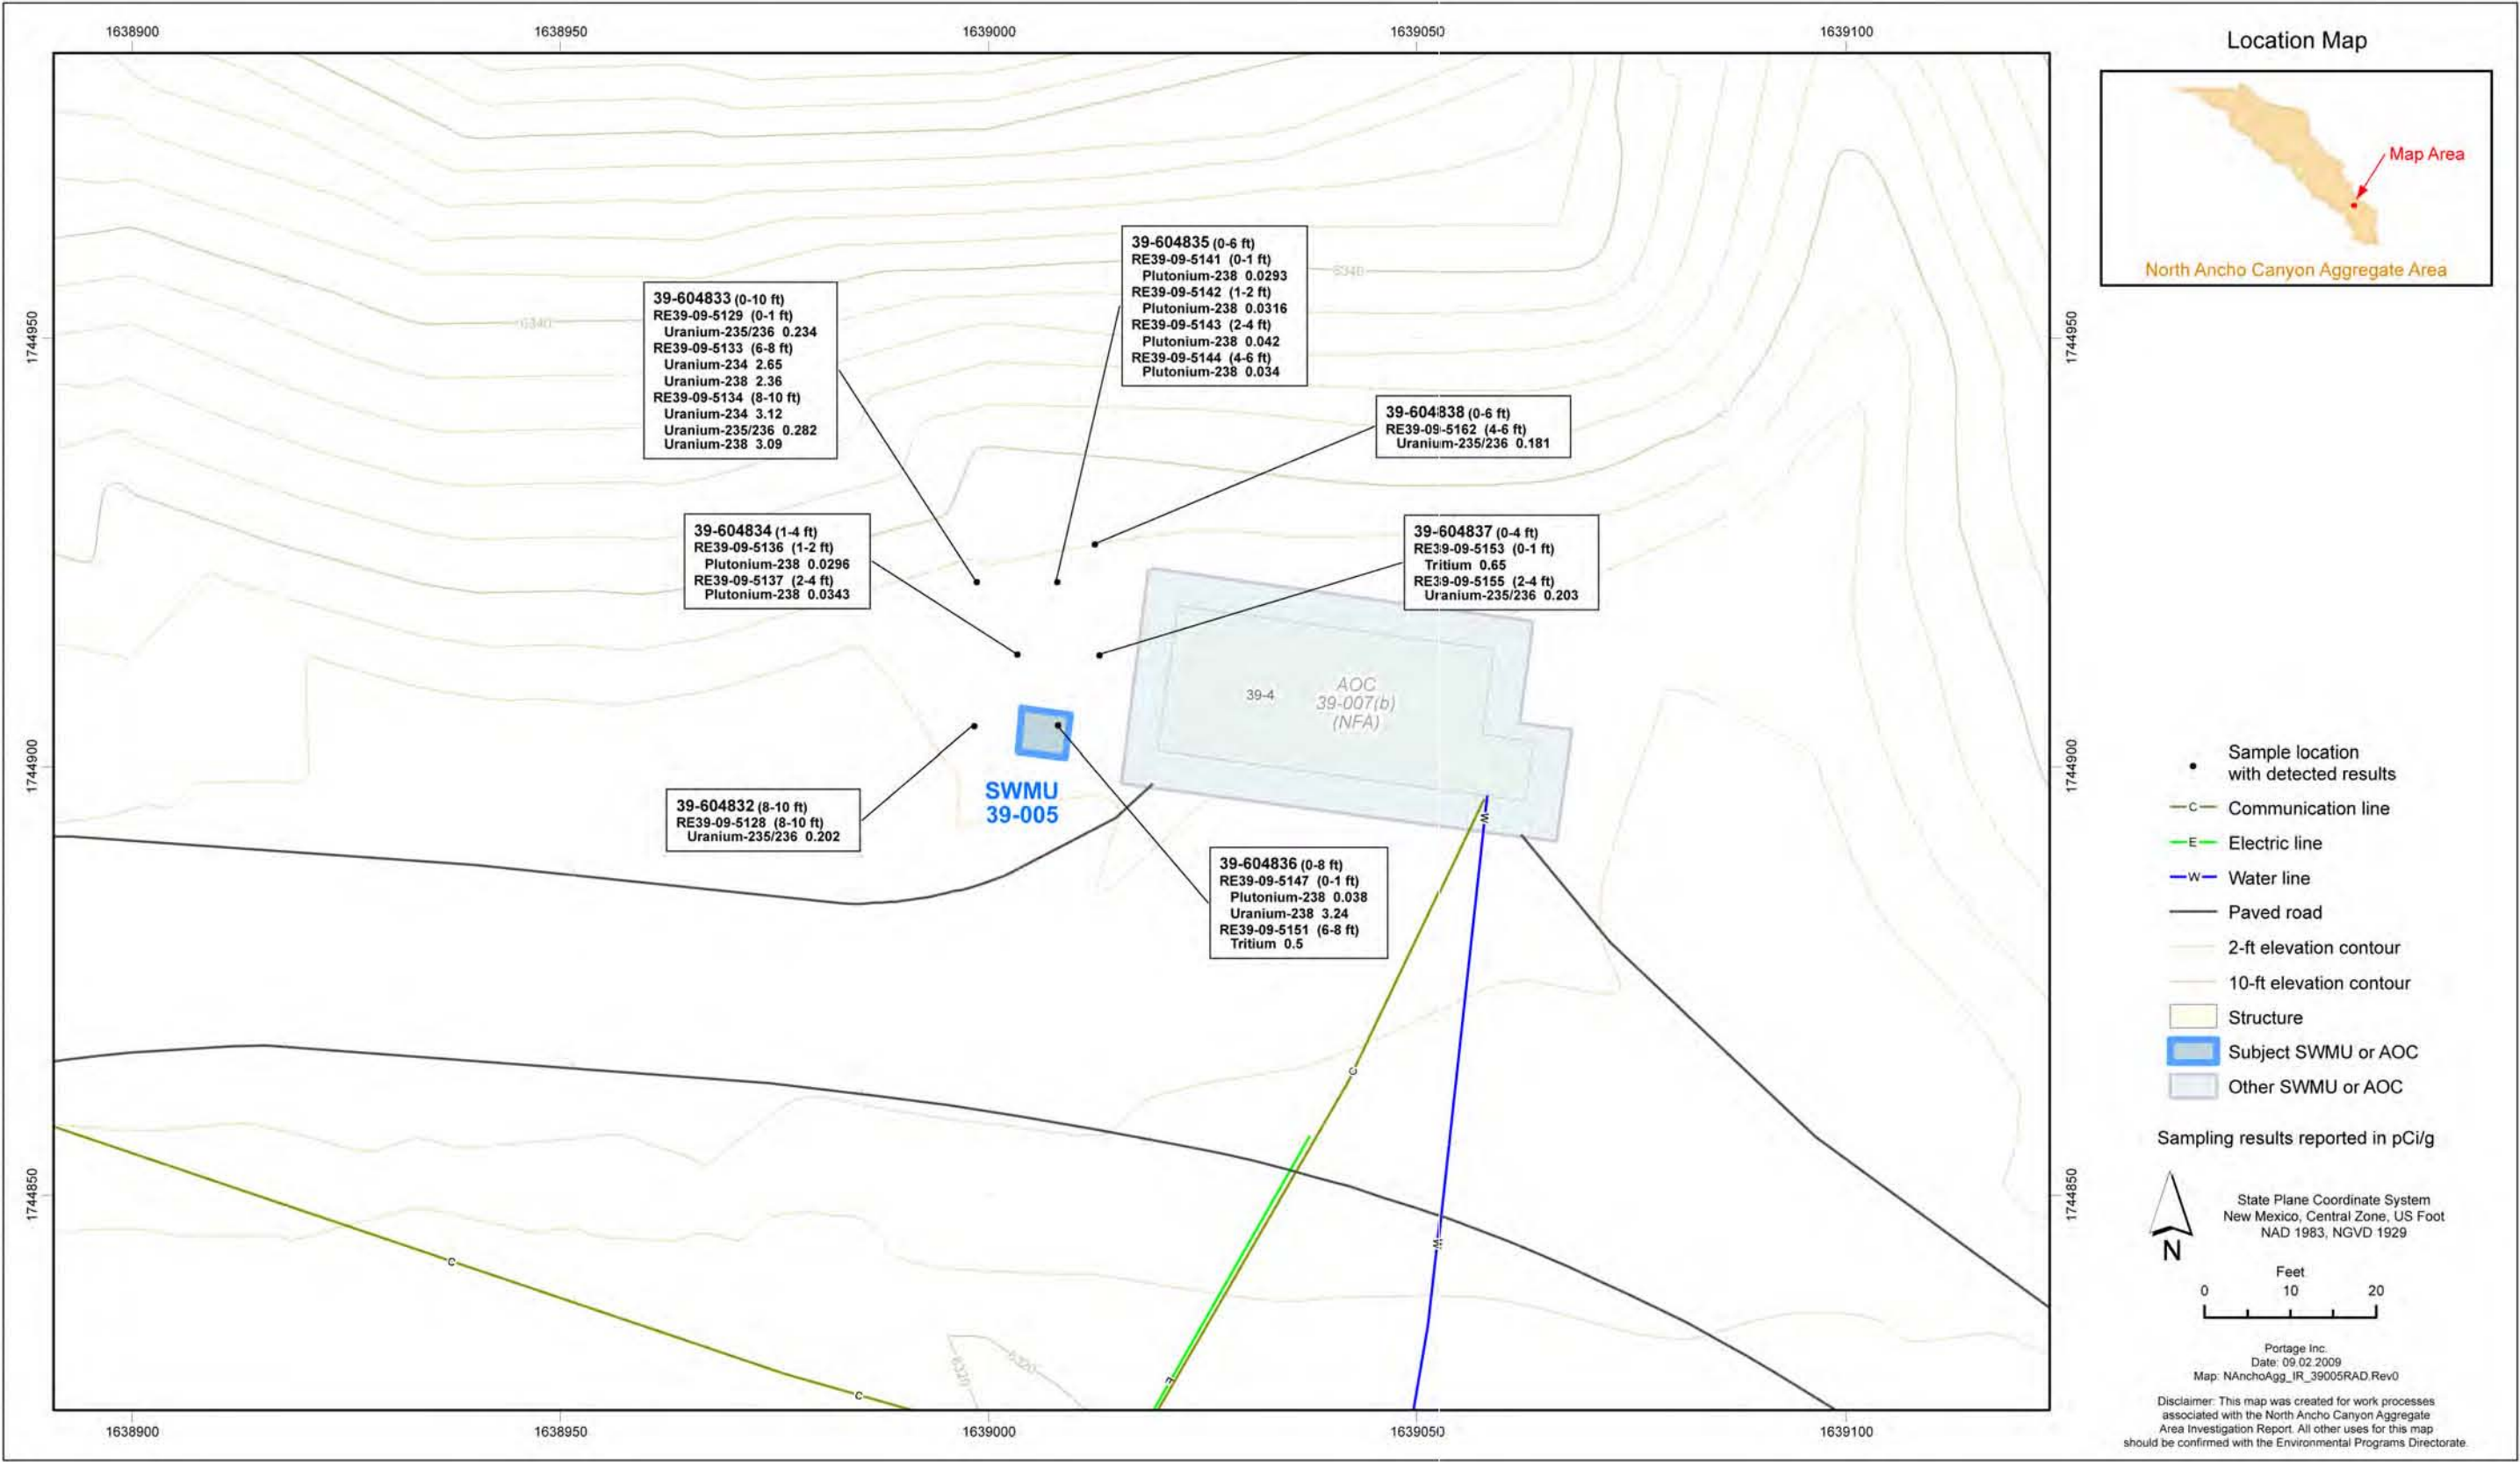 1638900
1638950
1639000
1639050
1639100
Location Map
Map Area
North Ancho Canyon Aggregate Area
1744950
1744950
39-604835 (0-6 ft)
RE39-09-5141 (0-1 ft)
Plutonium-238 0.0293
RE39-09-5142 (1-2 ft)
Plutonium-238 0.0316
RE39-09-5143 (2-4 ft)
Plutonium-238 0.042
RE39-09-5144 (4-6 ft)
Plutonium-238 0.034
6340
39-604833 (0-10 ft)
RE39-09-5129 (0-1 ft)
Uranium-235/236 0.234
RE39-09-5133 (6-8 ft)
Uranium-234 2.65
Uranium-238 2.36
RE39-09-5134 (8-10 ft)
Uranium-234 3.12
Uranium-235/236 0.282
Uranium-238 3.09
6340
39-604838 (0-6 ft)
RE39-09-5162 (4-6 ft)
Uranium-235/236 0.181
39-604834 (1-4 ft)
RE39-09-5136 (1-2 ft)
Plutonium-238 0.0296
RE39-09-5137 (2-4 ft)
Plutonium-238 0.0343
39-604837 (0-4 ft)
RE39-09-5153 (0-1 ft)
Tritium 0.65
RE39-09-5155 (2-4 ft)
Uranium-235/236 0.203
39-4
AOC
39-007(b)
(NFA)
1744900
1744900
SWMU
39-005
39-604832 (8-10 ft)
RE39-09-5128 (8-10 ft)
Uranium-235/236 0.202
39-604836 (0-8 ft)
RE39-09-5147 (0-1 ft)
Plutonium-238 0.038
Uranium-238 3.24
RE39-09-5151 (6-8 ft)
Tritium 0.5
W
C
W
C
C
E
6320
6320
1744850
1744850
Sample location
with detected results
C Communication line
E Electric line
W Water line
Paved road
2-ft elevation contour
10-ft elevation contour
Structure
Subject SWMU or AOC
Other SWMU or AOC
Sampling results reported in pCi/g
N
State Plane Coordinate System
New Mexico, Central Zone, US Foot
NAD 1983, NGVD 1929
Feet
0 10 20
Portage Inc.
Date: 09.02.2009
Map: NAnchoAgg_IR_39005RAD.Rev0
Disclaimer: This map was created for work processes
associated with the North Ancho Canyon Aggregate
Area Investigation Report. All other uses for this map
should be confirmed with the Environmental Programs Directorate.
1638900
1638950
1639000
1639050
1639100